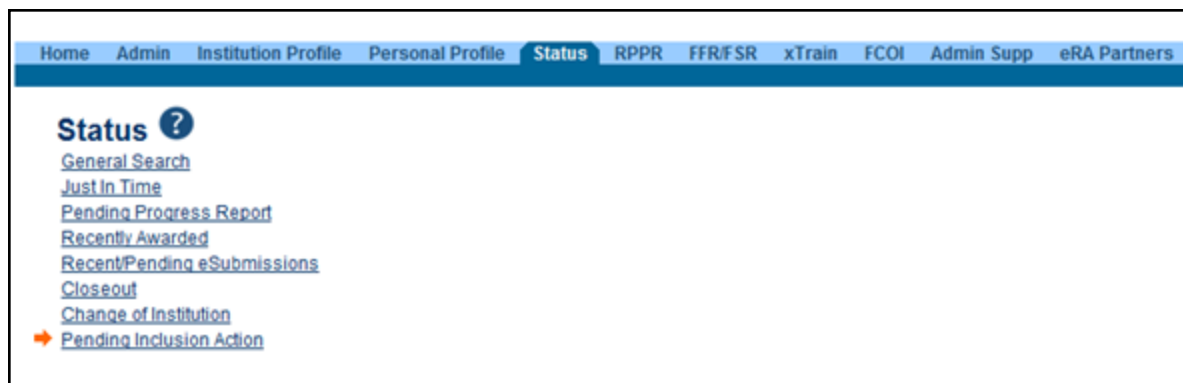 Home Admin Institution Profile Personal Profile Status RPPR FFR/FSR xTrain FCOI Admin Supp eRA Partners
Status ?
General Search
Just In Time
Pending Progress Report
Recently Awarded
Recent/Pending eSubmissions
Closeout
Change of Institution
Pending Inclusion Action